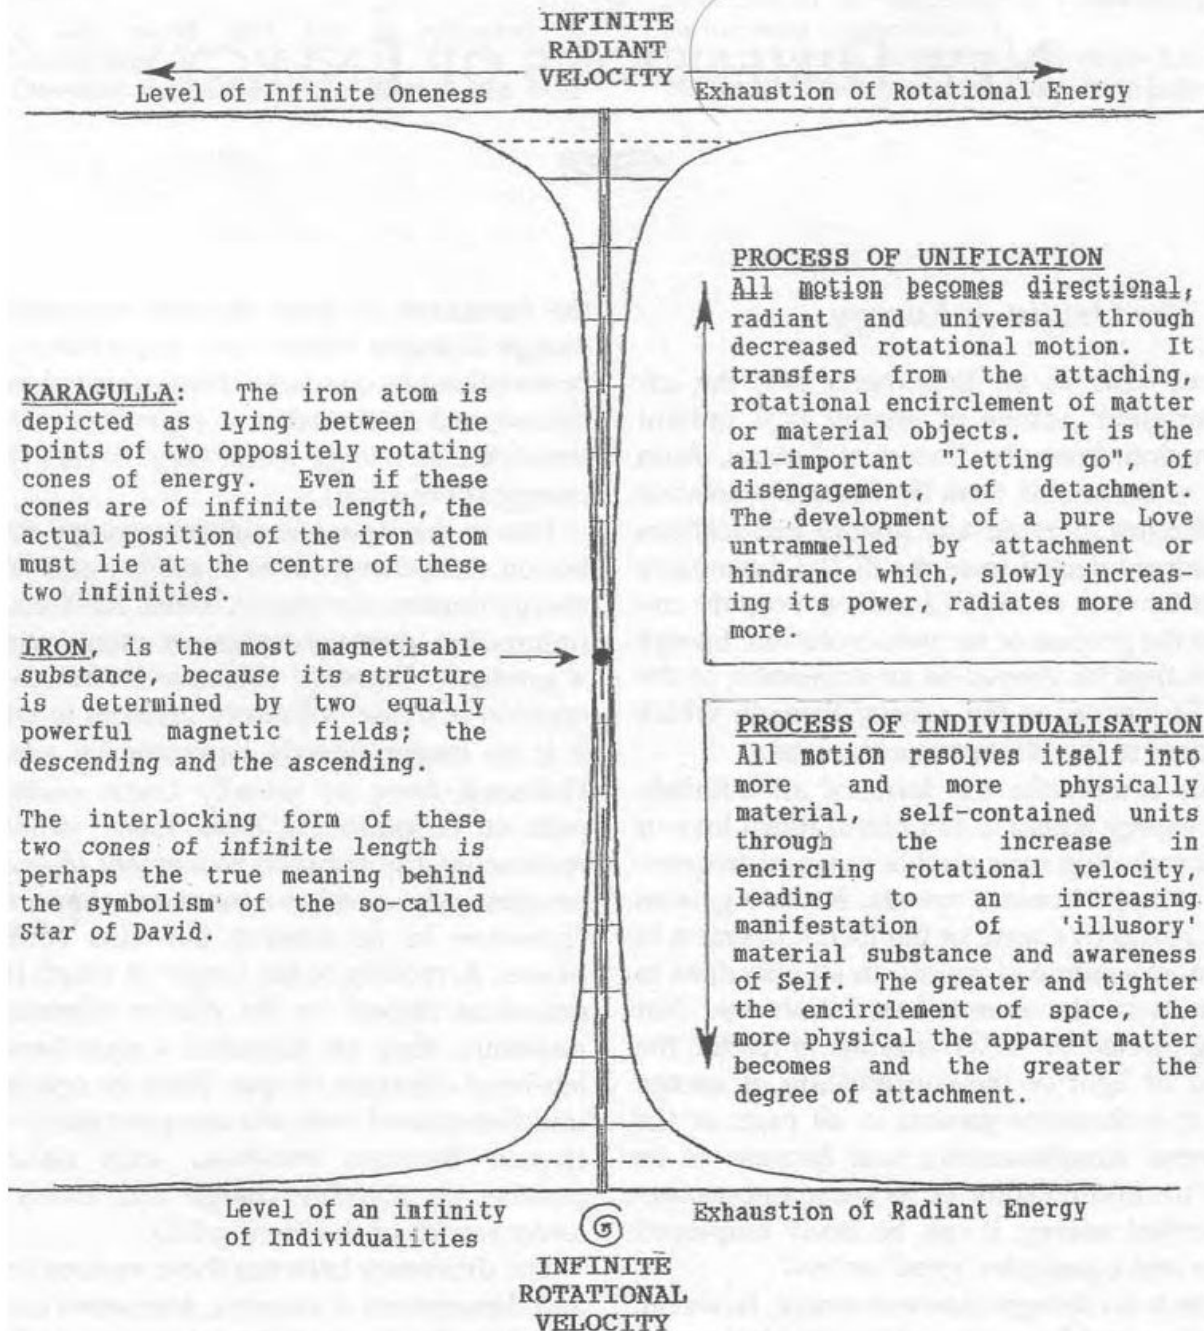 INFINITE
RADIANT
VELOCITY
Level of Infinite Oneness
Exhaustion of Rotational Energy
PROCESS OF UNIFICATION
All motion becomes directional,
radiant and universal through
decreased rotational motion. It
transfers from the attaching,
rotational encirclement of matter
or material objects. It is the
all-important "letting go", of
disengagement, of detachment.
The development of a pure Love
untrammelled by attachment or
hindrance which, slowly increas-
ing its power, radiates more and
more.
KARAGULLA: The iron atom is
depicted as lying between the
points of two oppositely rotating
cones of energy. Even if these
cones are of infinite length, the
actual position of the iron atom
must lie at the centre of these
two infinities.
IRON, is the most magnetisable
substance, because its structure
is determined by two equally
powerful magnetic fields; the
descending and the ascending.
The interlocking form of these
two cones of infinite length is
perhaps the true meaning behind
the symbolism of the so-called
Star of David.
PROCESS OF INDIVIDUALISATION
All motion resolves itself into
more and more physically
material, self-contained units
through the increase in
encircling rotational velocity,
leading to an increasing
manifestation of 'illusory'
material substance and awareness
of Self. The greater and tighter
the encirclement of space, the
more physical the apparent matter
becomes and the greater the
degree of attachment.
Level of an infinity
of Individualities
Exhaustion of Radiant Energy
INFINITE
ROTATIONAL
VELOCITY